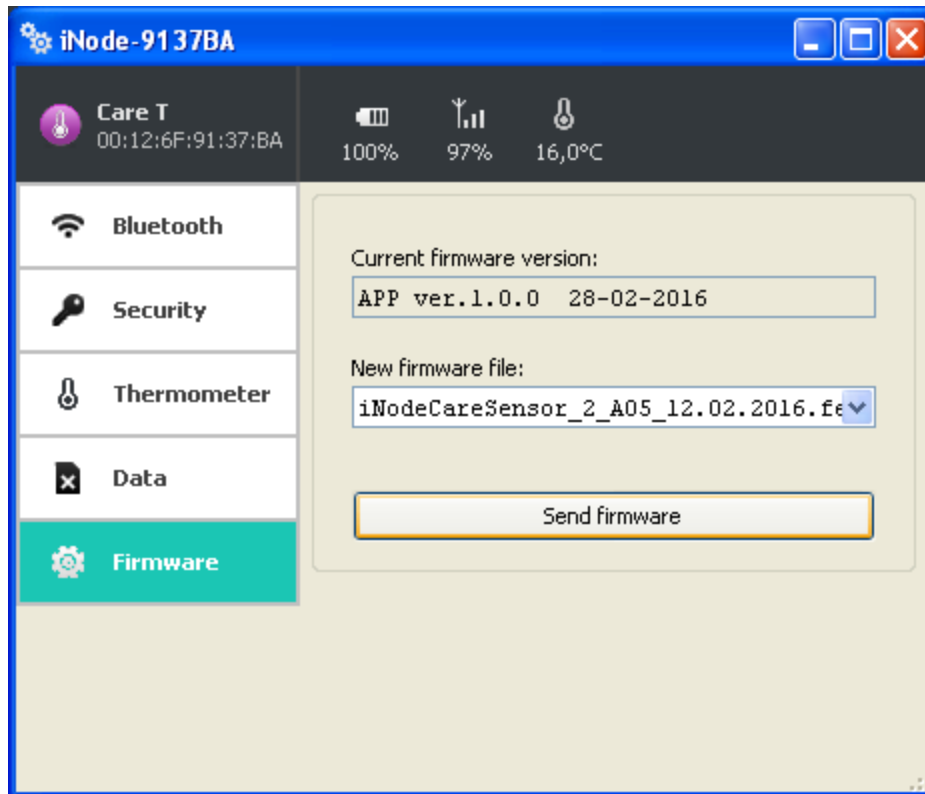 iNode-9137BA
Care T
00:12:6F:91:37:BA
100%
97%
16,0°C
Bluetooth
Security
Thermometer
Data
Firmware
Current firmware version:
APP ver.1.0.0  28-02-2016
New firmware file:
iNodeCareSensor_2_A05_12.02.2016.fe
Send firmware